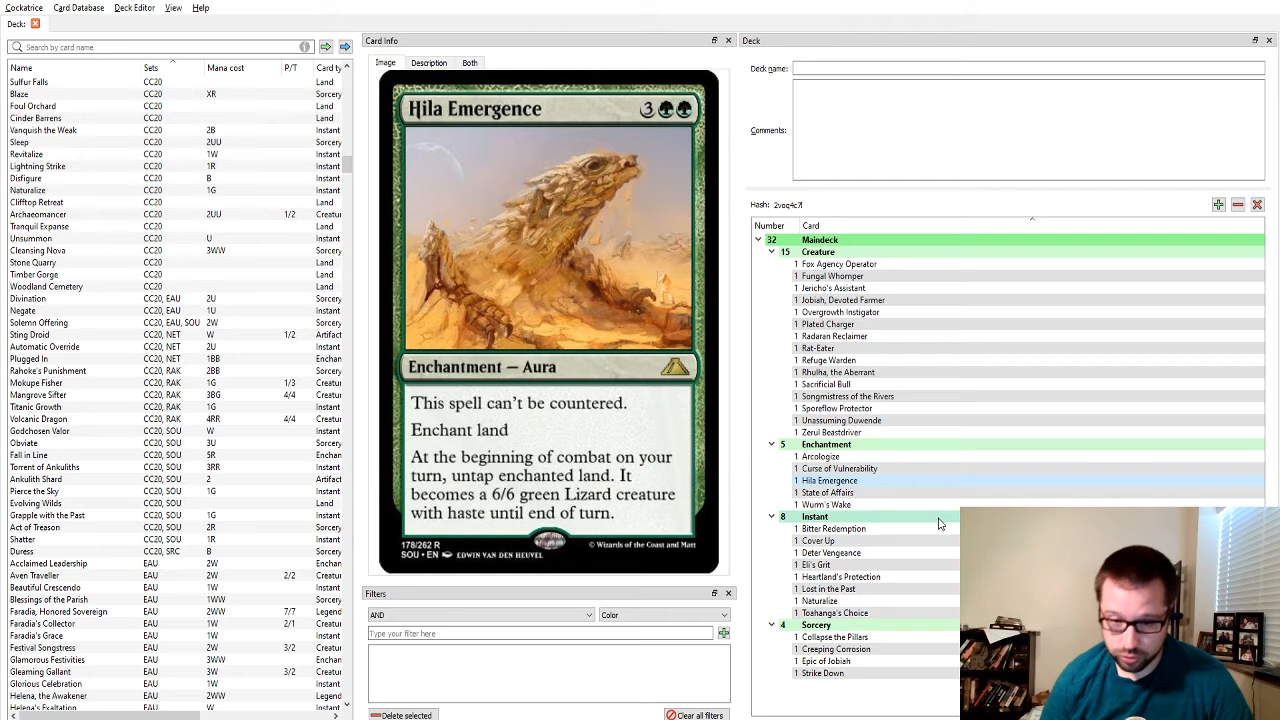 Cockatrice Card Database Deck Editor View Help
Deck:
Search by card name
Name Sets Mana cost P/T Card ty
Sulfur Falls CC20 Land
Blaze CC20 XR Sorcery
Foul Orchard CC20 Land
Cinder Barrens CC20 Land
Vanquish the Weak CC20 2B Instant
Sleep CC20 2UU Sorcery
Revitalize CC20 1W Instant
Lightning Strike CC20 1R Instant
Disfigure CC20 B Instant
Naturalize CC20 1G Instant
Clifftop Retreat CC20 Land
Archaeomancer CC20 2UU 1/2 Creatur
Tranquil Expanse CC20 Land
Unsummon CC20 U Instant
Cleansing Nova CC20 3WW Sorcery
Stone Quarry CC20 Land
Timber Gorge CC20 Land
Woodland Cemetery CC20 Land
Divination CC20, EAU 2U Sorcery
Negate CC20, EAU 1U Instant
Solemn Offering CC20, EAU, SOU 2W Sorcery
Sting Droid CC20, NET W 1/2 Artifact
Automatic Override CC20, NET 2U Instant
Plugged In CC20, NET 1BB Enchan
Rahoke's Punishment CC20, RAK 2BB Sorcery
Mokupe Fisher CC20, RAK 1G 1/3 Creatur
Mangrove Sifter CC20, RAK 3BG 4/4 Creatur
Titanic Growth CC20, RAK 1G Instant
Volcanic Dragon CC20, RAK 4RR 4/4 Creatur
Godchosen Valor CC20, SOU W Instant
Obviate CC20, SOU 3U Sorcery
Fall in Line CC20, SOU 5R Sorcery
Torrent of Ankuliths CC20, SOU 3RR Sorcery
Ankulith Shard CC20, SOU 2 Artifact
Pierce the Sky CC20, SOU 1G Instant
Evolving Wilds CC20, SOU Land
Grapple with the Past CC20, SOU 1G Instant
Act of Treason CC20, SOU 2R Sorcery
Shatter CC20, SOU 1R Instant
Duress CC20, SRC B Sorcery
Acclaimed Leadership EAU 2W Enchan
Aven Traveller EAU 2W 2/2 Creatur
Beautiful Crescendo EAU 1W Instant
Blessings of the Parish EAU 1WW Instant
Faradia, Honored Sovereign EAU 2WW 7/7 Legend
Faradia's Collector EAU 1W 2/1 Creatur
Faradia's Grace EAU 1W Instant
Festival Songstress EAU 2W 3/2 Creatur
Glamorous Festivities EAU 3WW Enchan
Gleaming Gallant EAU 2W 3/2 Creatur
Glorious Celebration EAU 1W Instant
Helena, the Awakener EAU 2WW Legend
Helena's Exaltation EAU 1W Instant
Card Info
Image Description Both
Hila Emergence 3
Enchantment — Aura
This spell can't be countered.
Enchant land
At the beginning of combat on your
turn, untap enchanted land. It
becomes a 6/6 green Lizard creature
with haste until end of turn.
178/262 R
SOU • EN EDWIN VAN DEN HEUVEL
© Wizards of the Coast and Matt
Filters
AND Color
Type your filter here
Delete selected Clear all filters
Deck
Deck name:
Comments:
Hash: 2voq4c7l
Number Card
32 Maindeck
15 Creature
1 Fox Agency Operator
1 Fungal Whomper
1 Jericho's Assistant
1 Jobiah, Devoted Farmer
1 Overgrowth Instigator
1 Plated Charger
1 Radaran Reclaimer
1 Rat-Eater
1 Refuge Warden
1 Rhulha, the Aberrant
1 Sacrificial Bull
1 Songmistress of the Rivers
1 Sporeflow Protector
1 Unassuming Duwende
1 Zerul Beastdriver
5 Enchantment
1 Arcologize
1 Curse of Vulnerability
1 Hila Emergence
1 State of Affairs
1 Wurm's Wake
8 Instant
1 Bitter Redemption
1 Cover Up
1 Deter Vengeance
1 Eli's Grit
1 Heartland's Protection
1 Lost in the Past
1 Naturalize
1 Toahanga's Choice
4 Sorcery
1 Collapse the Pillars
1 Creeping Corrosion
1 Epic of Jobiah
1 Strike Down